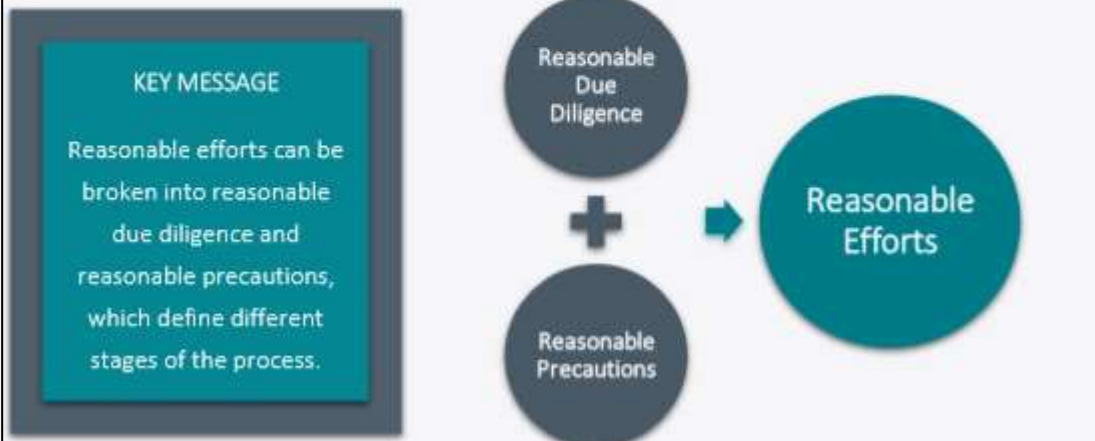 KEY MESSAGE
Reasonable efforts can be
broken into reasonable
due diligence and
reasonable precautions,
which define different
stages of the process.
Reasonable
Due
Diligence
Reasonable
Precautions
Reasonable
Efforts